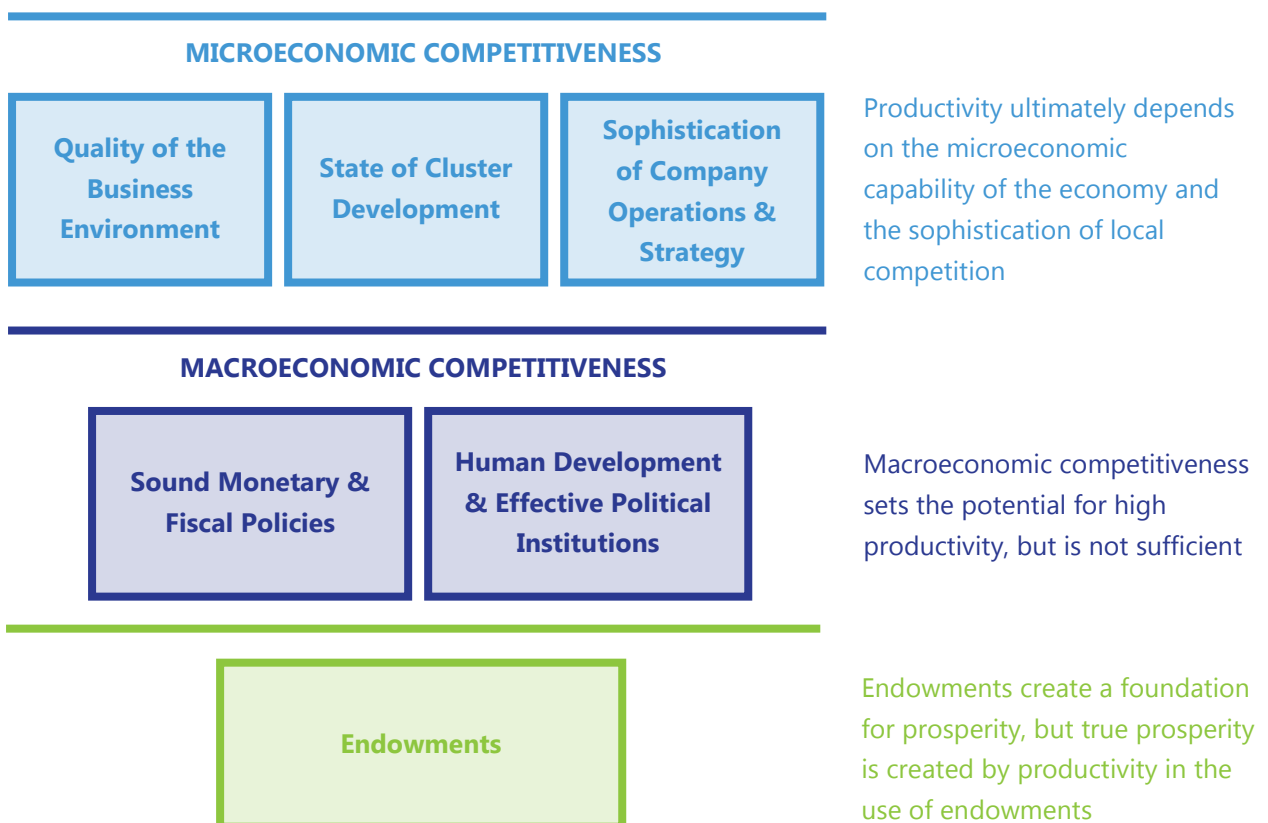 MICROECONOMIC COMPETITIVENESS
Quality of the
Business
Environment
State of Cluster
Development
Sophistication
of Company
Operations &
Strategy
Productivity ultimately depends
on the microeconomic
capability of the economy and
the sophistication of local
competition
MACROECONOMIC COMPETITIVENESS
Sound Monetary &
Fiscal Policies
Human Development
& Effective Political
Institutions
Macroeconomic competitiveness
sets the potential for high
productivity, but is not sufficient
Endowments
Endowments create a foundation
for prosperity, but true prosperity
is created by productivity in the
use of endowments